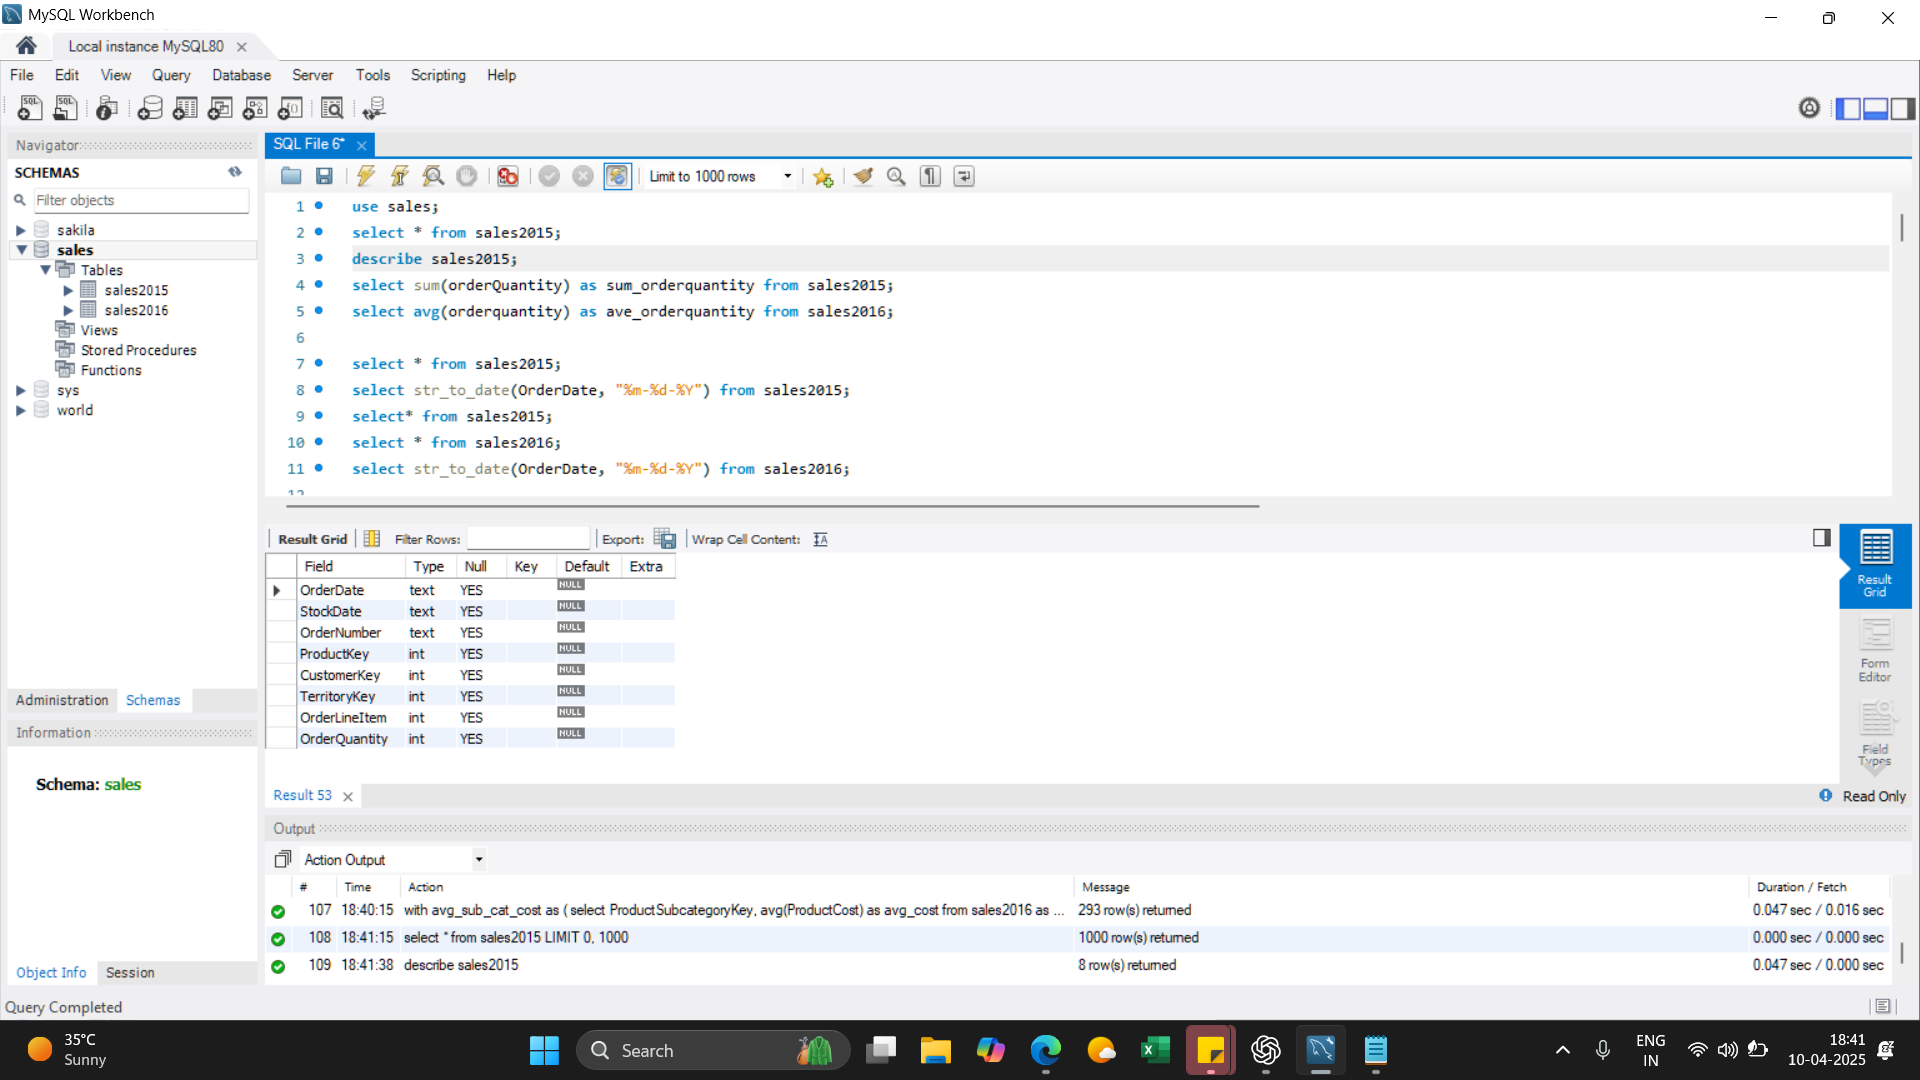 MySQL Workbench
Local instance MySQL80
File Edit View Query Database Server Tools Scripting Help
Navigator
SCHEMAS
Filter objects
sakila
sales
Tables
sales2015
sales2016
Views
Stored Procedures
Functions
sys
world
Administration Schemas
Information
Schema: sales
Object Info Session
SQL File 6*
Limit to 1000 rows
1 use sales;
2 select * from sales2015;
3 describe sales2015;
4 select sum(orderQuantity) as sum_orderquantity from sales2015;
5 select avg(orderquantity) as ave_orderquantity from sales2016;
6
7 select * from sales2015;
8 select str_to_date(OrderDate, "%m-%d-%Y") from sales2015;
9 select* from sales2015;
10 select * from sales2016;
11 select str_to_date(OrderDate, "%m-%d-%Y") from sales2016;
12
Result Grid Filter Rows: Export: Wrap Cell Content:
Field Type Null Key Default Extra
OrderDate text YES NULL
StockDate text YES NULL
OrderNumber text YES NULL
ProductKey int YES NULL
CustomerKey int YES NULL
TerritoryKey int YES NULL
OrderLineItem int YES NULL
OrderQuantity int YES NULL
Result
Grid
Form
Editor
Field
Types
Result 53
Read Only
Output
Action Output
# Time Action Message Duration / Fetch
107 18:40:15 with avg_sub_cat_cost as ( select ProductSubcategoryKey, avg(ProductCost) as avg_cost from sales2016 as ... 293 row(s) returned 0.047 sec / 0.016 sec
108 18:41:15 select * from sales2015 LIMIT 0, 1000 1000 row(s) returned 0.000 sec / 0.000 sec
109 18:41:38 describe sales2015 8 row(s) returned 0.047 sec / 0.000 sec
Query Completed
35°C
Sunny
Search
ENG
IN
18:41
10-04-2025